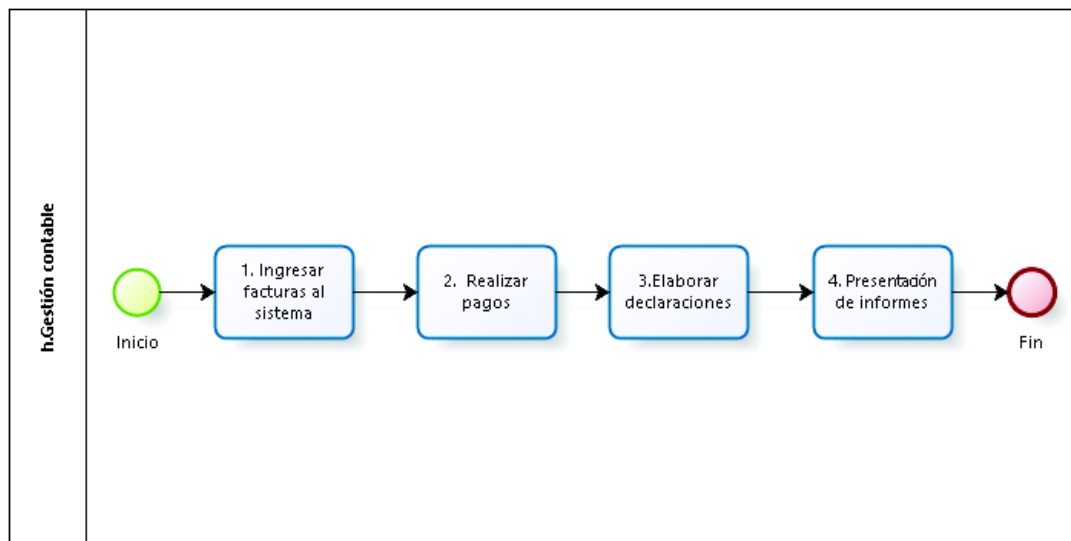 h.Gestión contable
Inicio
1. Ingresar
facturas al
sistema
2. Realizar
pagos
3.Elaborar
declaraciones
4. Presentación
de informes
Fin